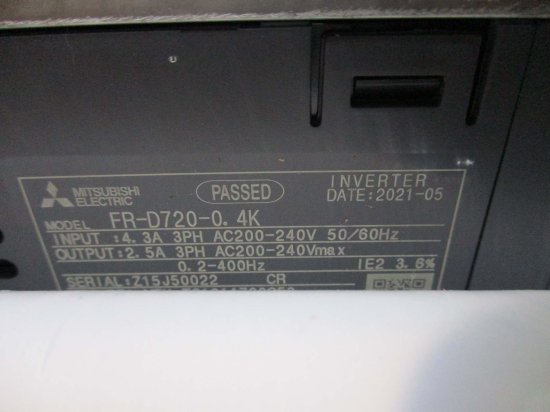 MITSUBISHI ELECTRIC
PASSED
INVERTER
DATE:2021-05
MODEL FR-D720-0.4K
INPUT :4.3A 3PH AC200-240V 50/60Hz
OUTPUT:2.5A 3PH AC200-240Vmax
0.2-400Hz IE2 3.6%
SERIAL:Z15J50022 CR